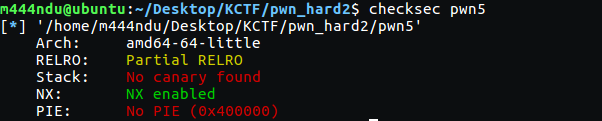 m444ndu@ubuntu:~/Desktop/KCTF/pwn_hard2$ checksec pwn5
[*] '/home/m444ndu/Desktop/KCTF/pwn_hard2/pwn5'
Arch: amd64-64-little
RELRO: Partial RELRO
Stack: No canary found
NX: NX enabled
PIE: No PIE (0x400000)